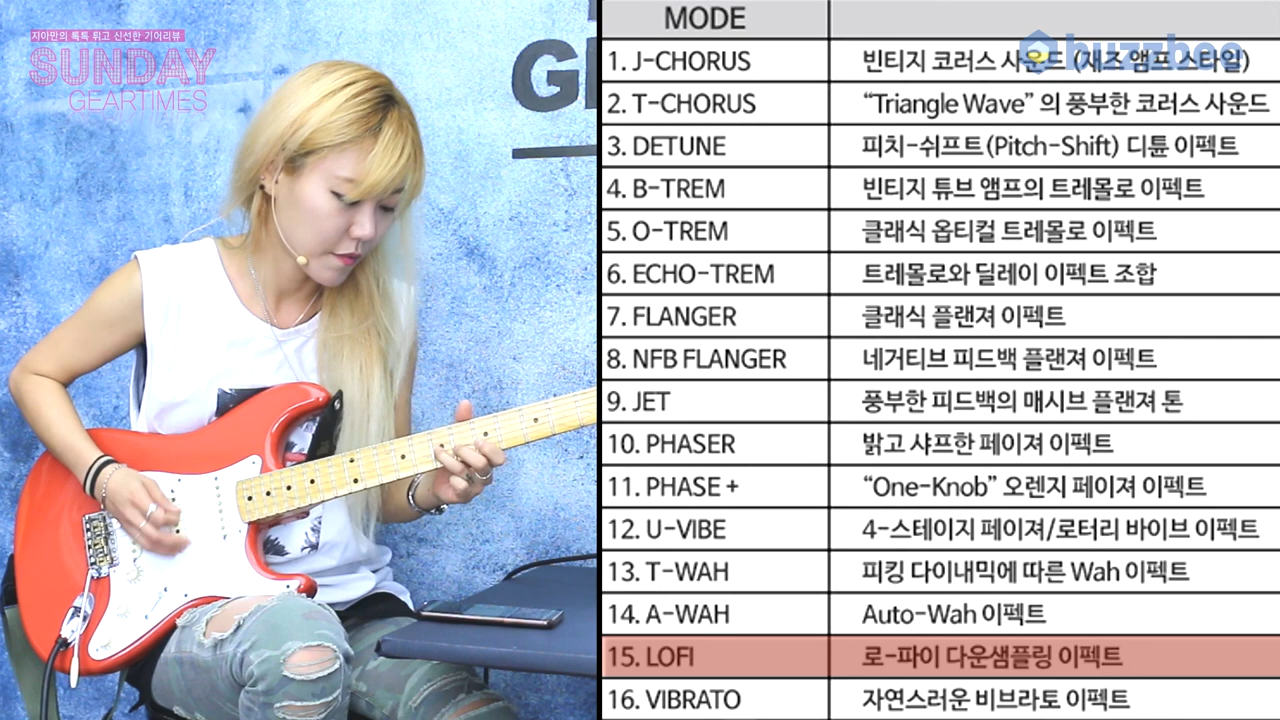 지아만의 톡톡 튀고 신선한 기어리뷰
SUNDAY
GEARTIMES
G
buzzbee
MODE
1. J-CHORUS 빈티지 코러스 사운드 (재즈 앰프 스타일)
2. T-CHORUS “Triangle Wave” 의 풍부한 코러스 사운드
3. DETUNE 피치-쉬프트(Pitch-Shift) 디튠 이펙트
4. B-TREM 빈티지 튜브 앰프의 트레몰로 이펙트
5. O-TREM 클래식 옵티컬 트레몰로 이펙트
6. ECHO-TREM 트레몰로와 딜레이 이펙트 조합
7. FLANGER 클래식 플랜져 이펙트
8. NFB FLANGER 네거티브 피드백 플랜져 이펙트
9. JET 풍부한 피드백의 매시브 플랜져 톤
10. PHASER 밝고 샤프한 페이져 이펙트
11. PHASE + “One-Knob” 오렌지 페이져 이펙트
12. U-VIBE 4-스테이지 페이져/로터리 바이브 이펙트
13. T-WAH 피킹 다이내믹에 따른 Wah 이펙트
14. A-WAH Auto-Wah 이펙트
15. LOFI 로-파이 다운샘플링 이펙트
16. VIBRATO 자연스러운 비브라토 이펙트